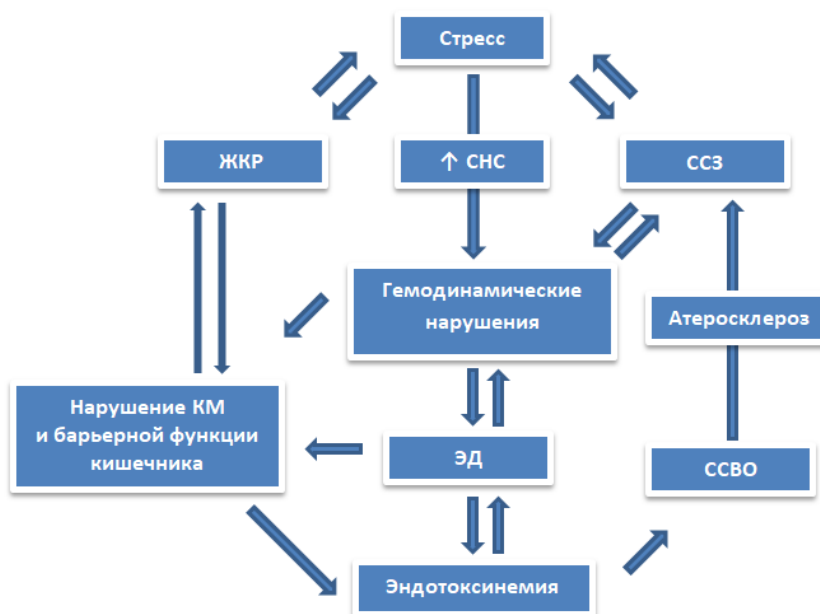 Стресс
ЖКР
↑ СНС
ССЗ
Гемодинамические
нарушения
Атеросклероз
Нарушение КМ
и барьерной функции
кишечника
ЭД
ССВО
Эндотоксинемия